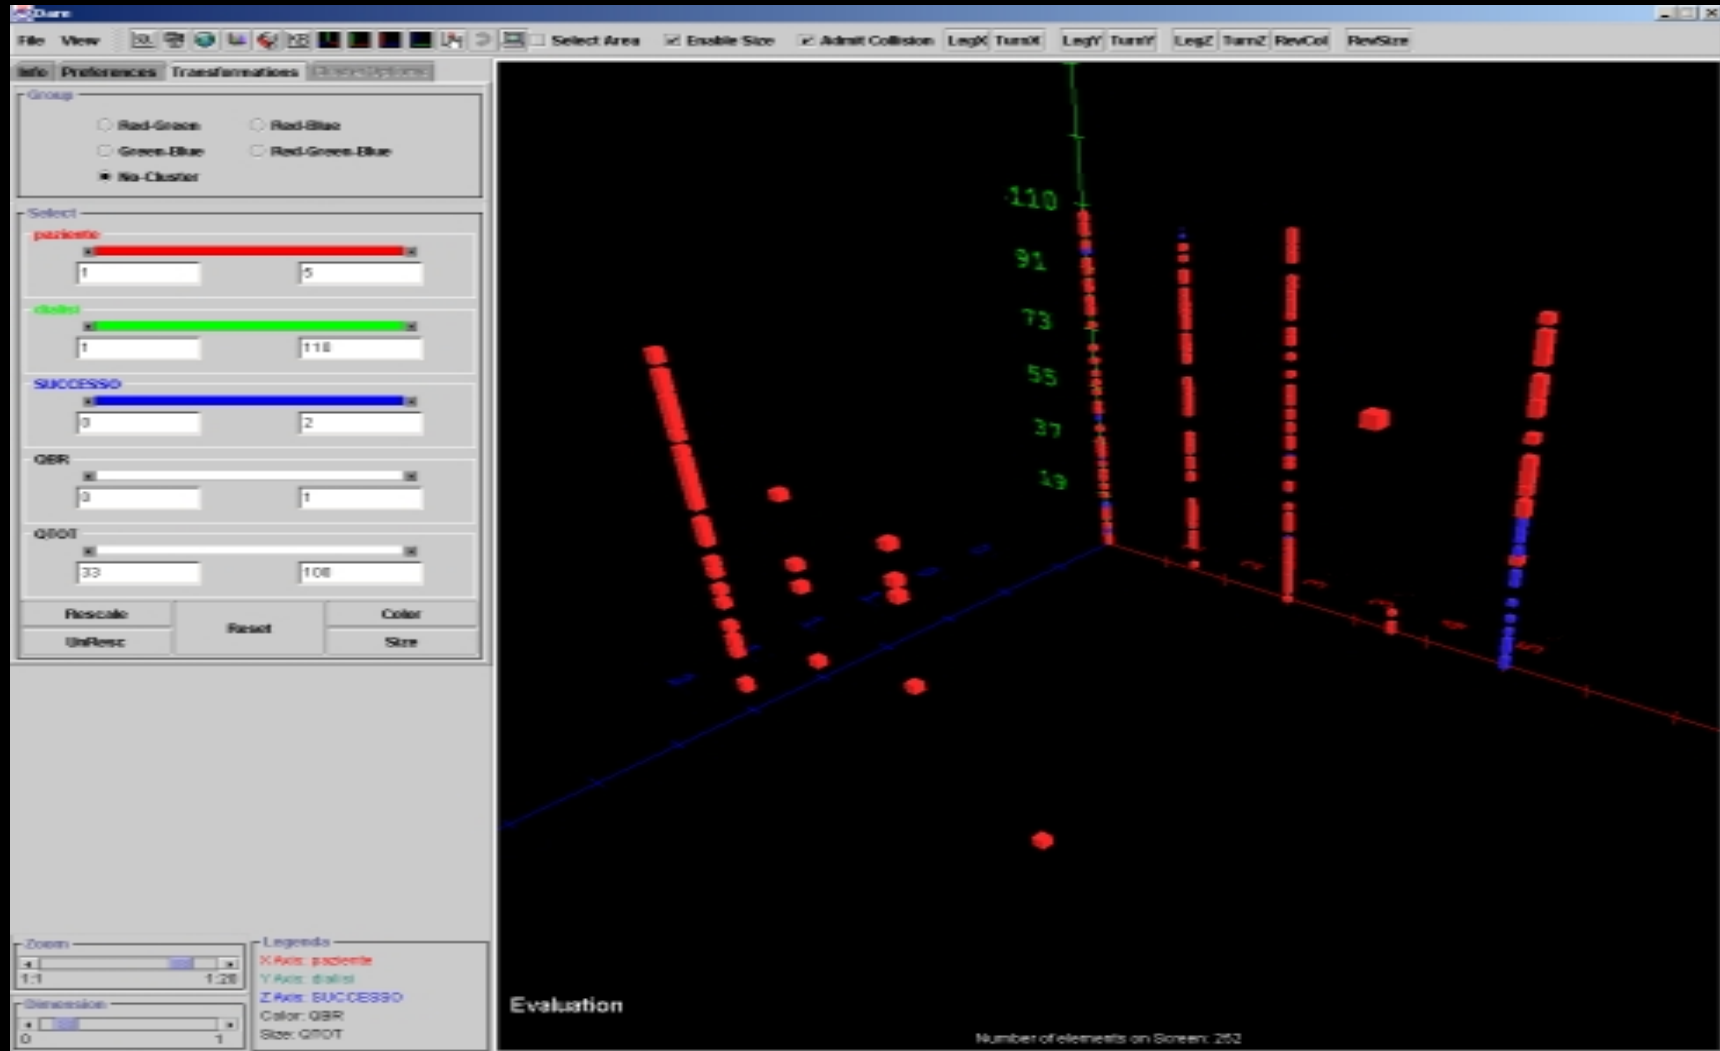 Dare
File View SQL Select Area Enable Size Admit Collision LegX TurnX LegY TurnY LegZ TurnZ RevCol RevSize
Info Preferences Transformations
Group
Red-Green Red-Blue
Green-Blue Red-Green-Blue
No-Cluster
Select
paziente
1 5
dialisi
1 110
SUCCESSO
0 2
QBR
0 1
QTOT
33 100
Rescale Reset Color
UnResc Size
Zoom
1:1 1:20
Dimension
0 1
Legenda
X Axis: paziente
Y Axis: dialisi
Z Axis: SUCCESSO
Color: QBR
Size: QTOT
110
91
73
55
37
19
Evaluation
Number of elements on Screen: 252